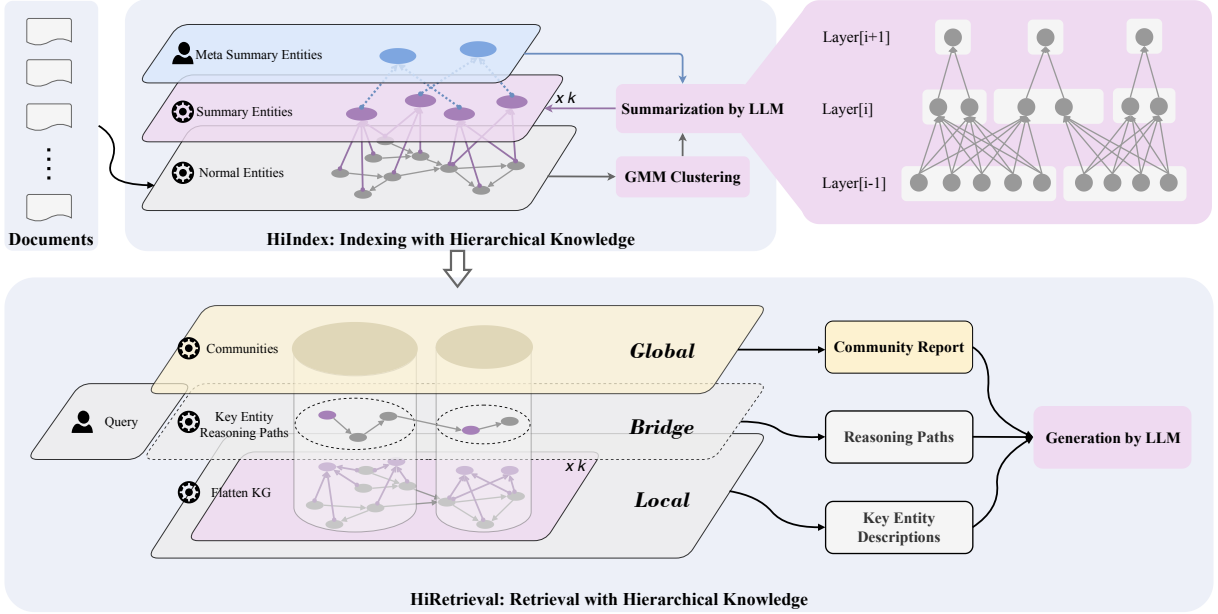 Documents
Meta Summary Entities
Summary Entities
x k
Normal Entities
Summarization by LLM
GMM Clustering
HiIndex: Indexing with Hierarchical Knowledge
Layer[i+1]
Layer[i]
Layer[i-1]
Query
Communities
Global
Key Entity
Reasoning Paths
Bridge
Flatten KG
x k
Local
Community Report
Reasoning Paths
Key Entity
Descriptions
Generation by LLM
HiRetrieval: Retrieval with Hierarchical Knowledge